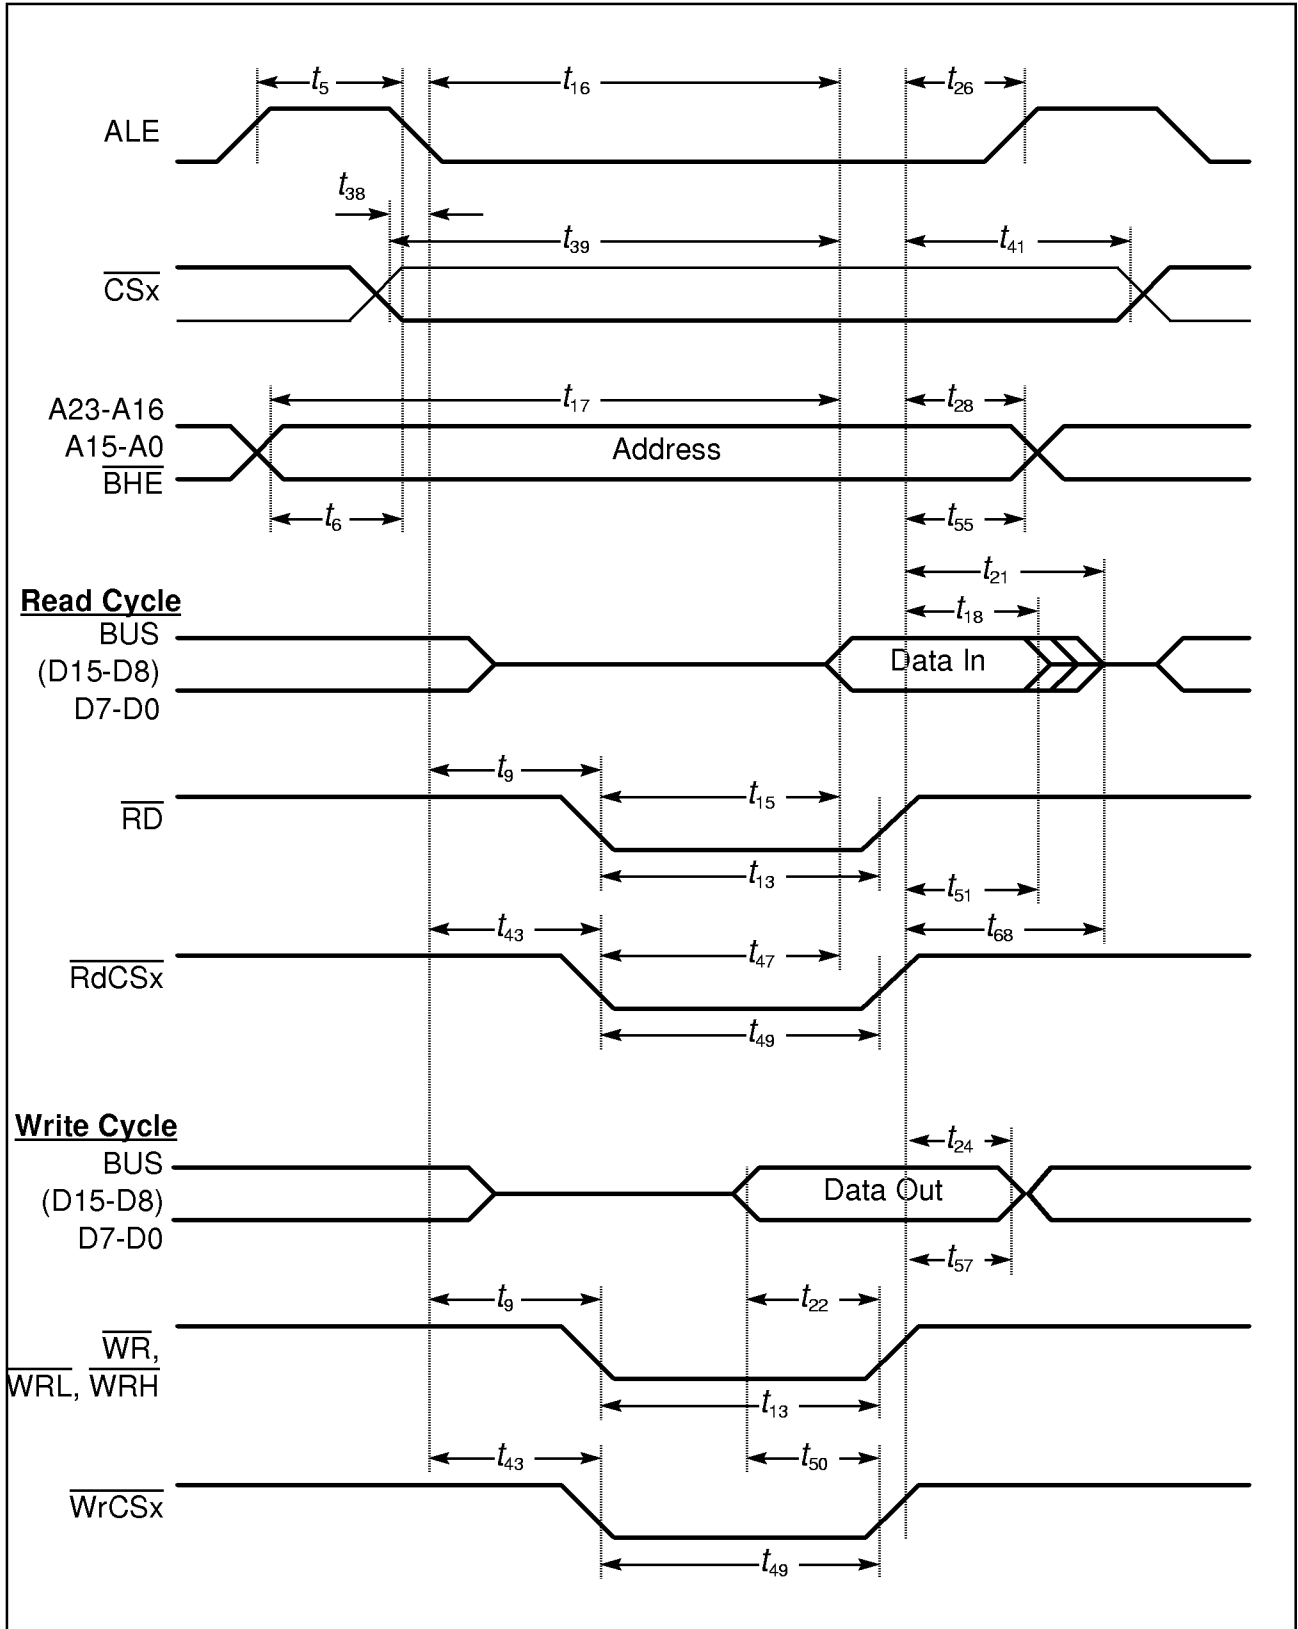 t5 t16 t26
ALE
t38
t39 t41
CSx
t17 t28
A23-A16
A15-A0 Address
BHE
t6 t55
t21
Read Cycle t18
BUS
(D15-D8) Data In
D7-D0
t9
t15
RD
t13 t51
t43 t68
t47
RdCSx
t49
Write Cycle t24
BUS
(D15-D8) Data Out
D7-D0 t57
t9 t22
WR,
WRL, WRH
t13
t43 t50
WrCSx
t49